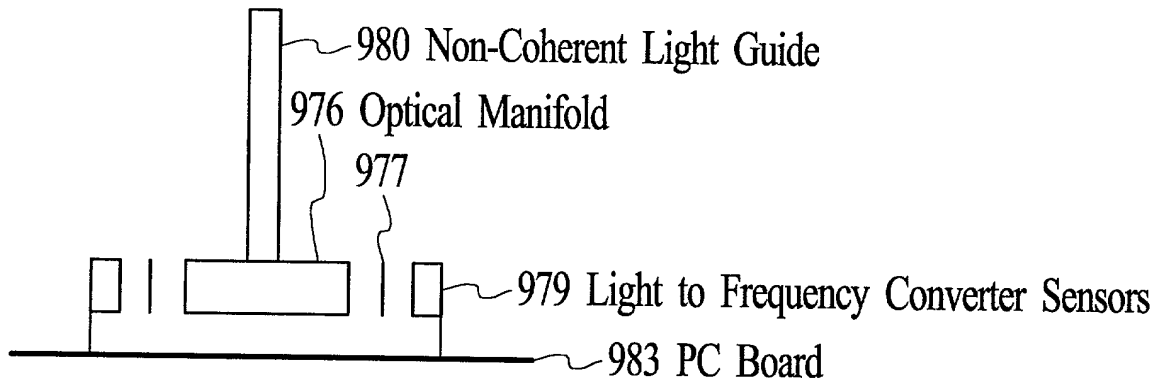 980 Non-Coherent Light Guide
976 Optical Manifold
977
979 Light to Frequency Converter Sensors
983 PC Board